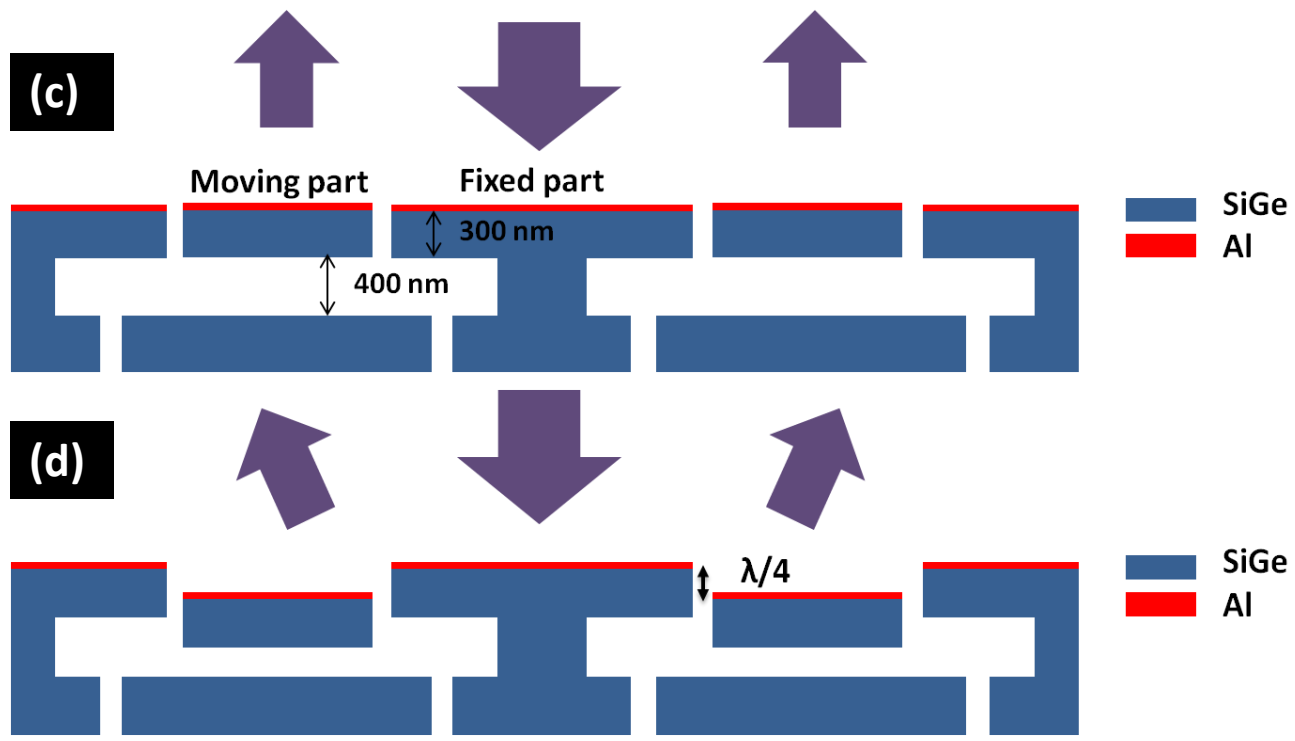 (c)
Moving part
Fixed part
300 nm
400 nm
SiGe
Al
(d)
λ/4
SiGe
Al